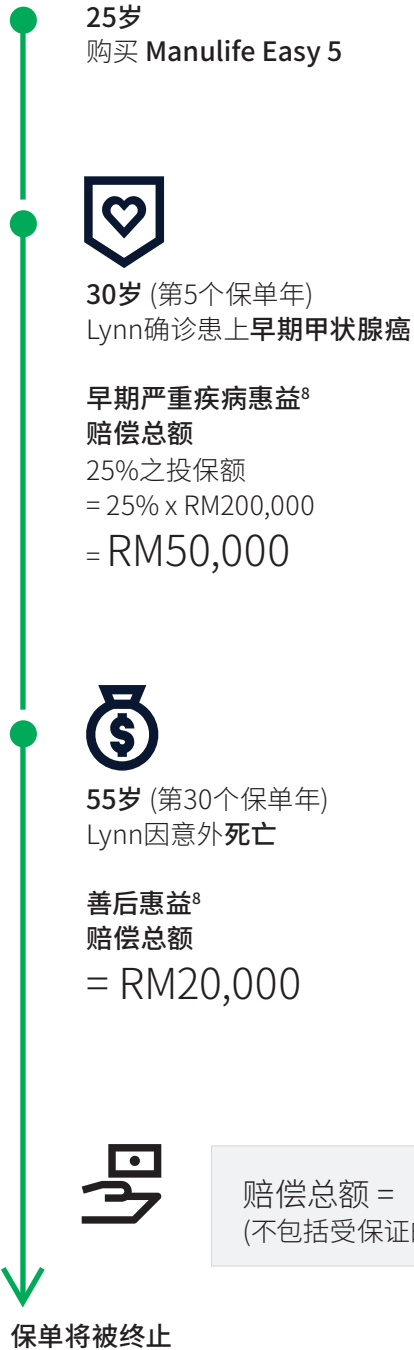 25岁
购买 Manulife Easy 5
30岁 (第5个保单年)
Lynn确诊患上早期甲状腺癌
早期严重疾病惠益⁸
赔偿总额
25%之投保额
= 25% x RM200,000
= RM50,000
$
55岁 (第30个保单年)
Lynn因意外死亡
善后惠益⁸
赔偿总额
= RM20,000
赔偿总额 =
(不包括受保证
保单将被终止